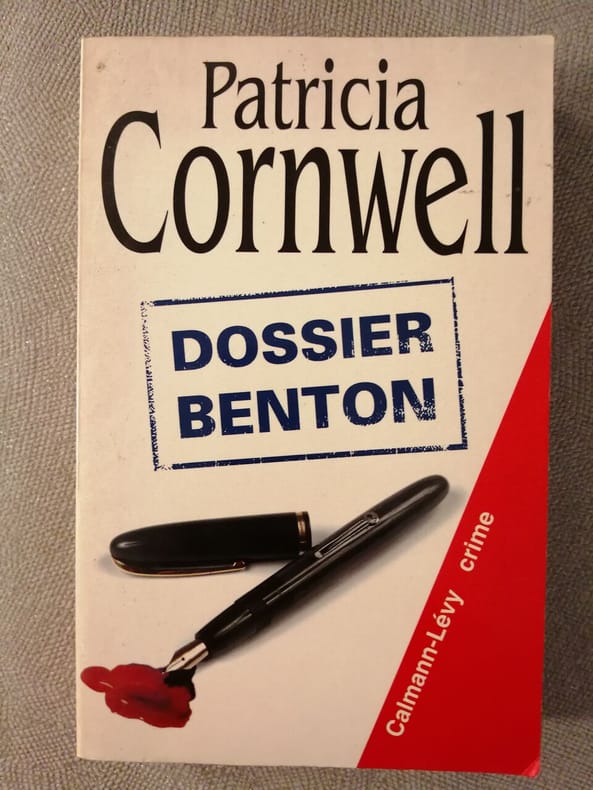 Patricia
Cornwell
DOSSIER
BENTON
Calmann-Lévy crime